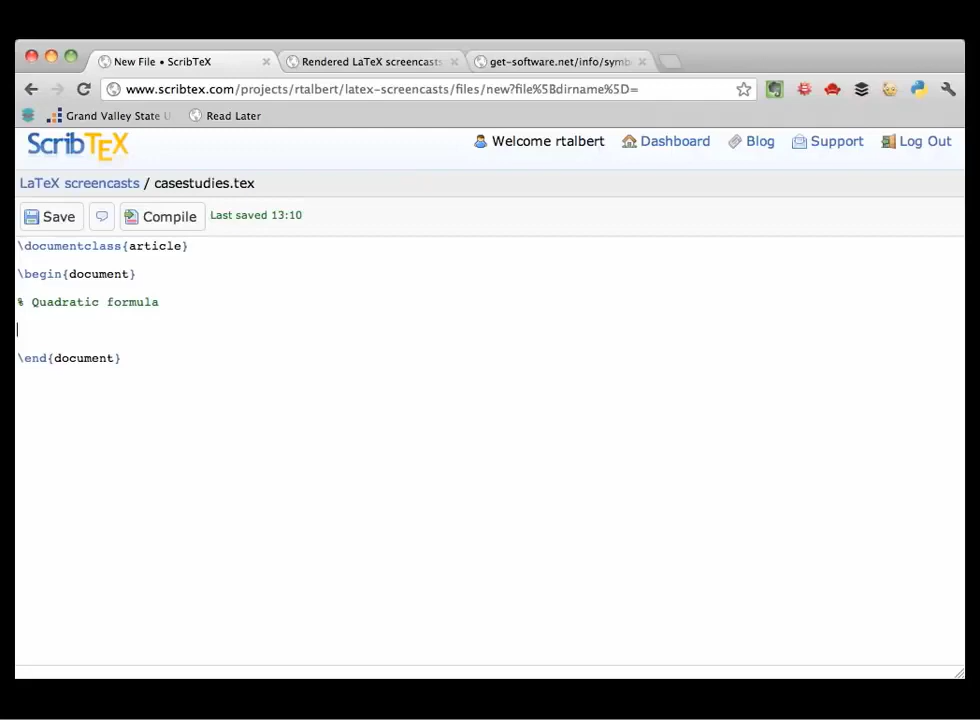 New File • ScribTeX
Rendered LaTeX screencasts
get-software.net/info/symb
www.scribtex.com/projects/rtalbert/latex-screencasts/files/new?file%5Bdirname%5D=
Grand Valley State U
Read Later
ScribTEX
Welcome rtalbert
Dashboard
Blog
Support
Log Out
LaTeX screencasts / casestudies.tex
Save
Compile
Last saved 13:10
\documentclass{article}
\begin{document}
% Quadratic formula
\end{document}